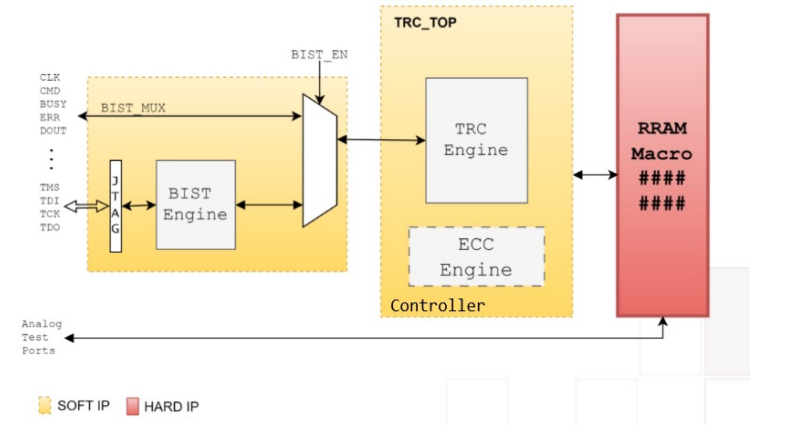 TRC_TOP
BIST_EN
CLK
CMD
BUSY
ERR
DOUT
BIST_MUX
TRC
Engine
RRAM
Macro
####
####
JTAG
BIST
Engine
TMS
TDI
TCK
TDO
ECC
Engine
Controller
Analog
Test
Ports
SOFT IP
HARD IP